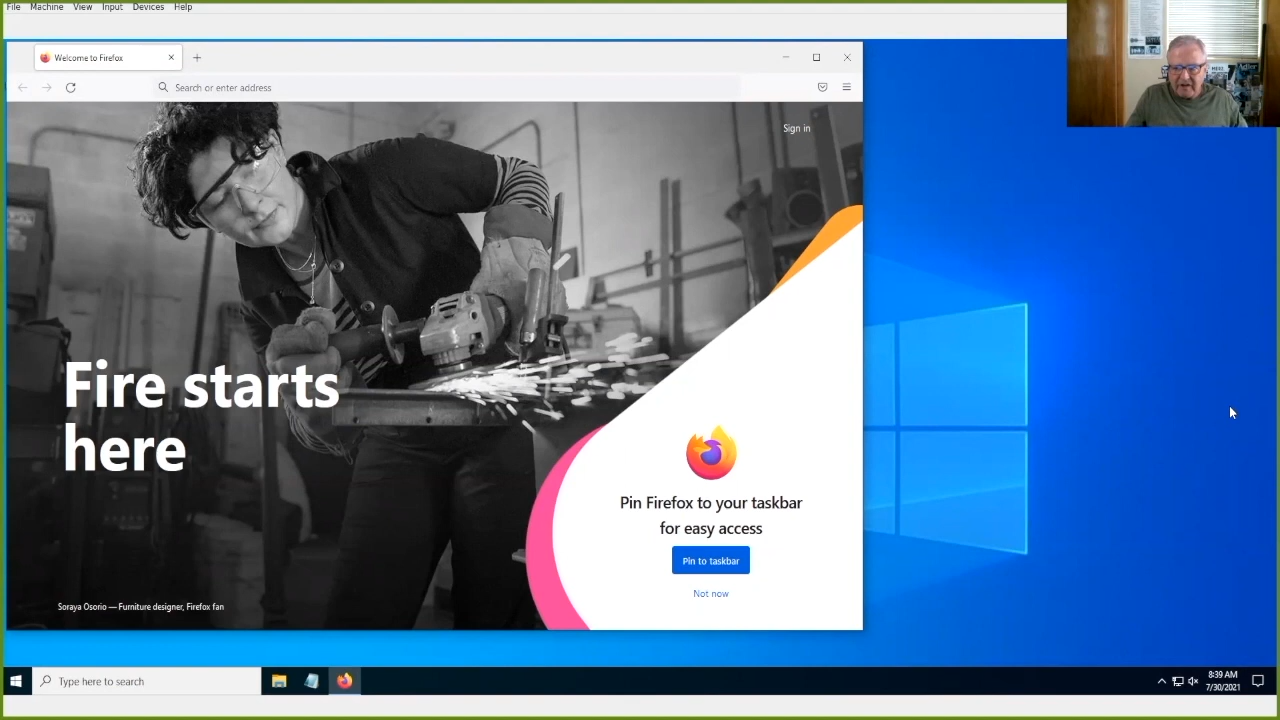 File Machine View Input Devices Help
Welcome to Firefox
Search or enter address
Sign in
Fire starts
here
Pin Firefox to your taskbar
for easy access
Pin to taskbar
Not now
Soraya Osorio — Furniture designer, Firefox fan
Type here to search
8:39 AM
7/30/2021
Adler